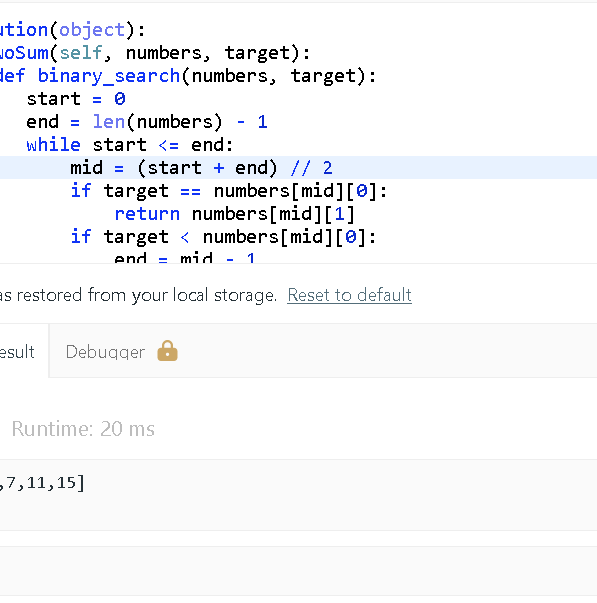 ution(object):
woSum(self, numbers, target):
def binary_search(numbers, target):
start = 0
end = len(numbers) - 1
while start <= end:
mid = (start + end) // 2
if target == numbers[mid][0]:
return numbers[mid][1]
if target < numbers[mid][0]:
end = mid - 1
as restored from your local storage. Reset to default
esult
Debugger
Runtime: 20 ms
,7,11,15]